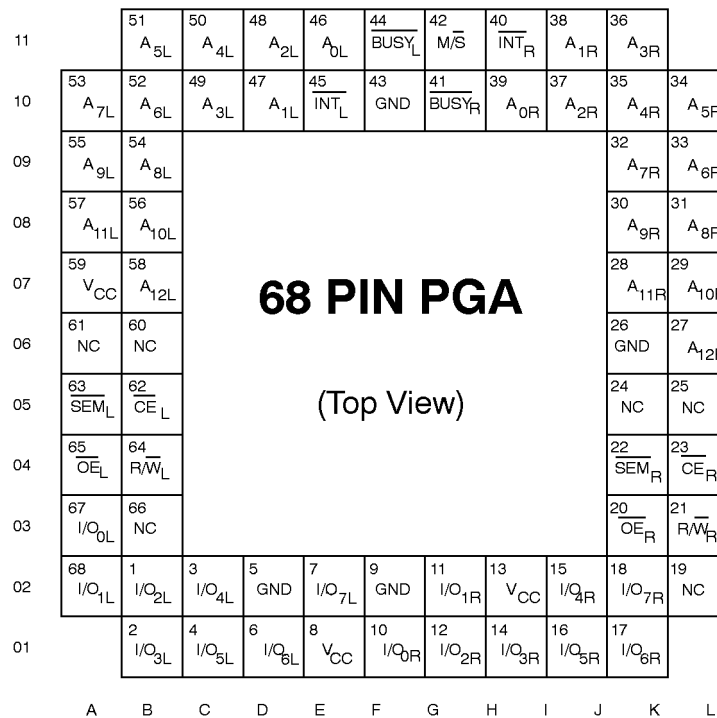 51 50 48 46 44 42 40 38 36
11 A5L A4L A2L A0L BUSYL M/S INTR A1R A3R
53 52 49 47 45 43 41 39 37 35 34
10 A7L A6L A3L A1L INTL GND BUSYR A0R A2R A4R A5R
55 54 32 33
09 A9L A8L A7R A6R
57 56 30 31
08 A11L A10L A9R A8R
59 58 28 29
07 VCC A12L A11R A10R
68 PIN PGA
61 60 26 27
06 NC NC GND A12R
63 62 24 25
05 SEML CEL NC NC
(Top View)
65 64 22 23
04 OEL R/WL SEMR CER
67 66 20 21
03 I/O0L NC OER R/WR
68 1 3 5 7 9 11 13 15 18 19
02 I/O1L I/O2L I/O4L GND I/O7L GND I/O1R VCC I/O4R I/O7R NC
2 4 6 8 10 12 14 16 17
01 I/O3L I/O5L I/O6L VCC I/O0R I/O2R I/O3R I/O5R I/O6R
A B C D E F G H I J K L